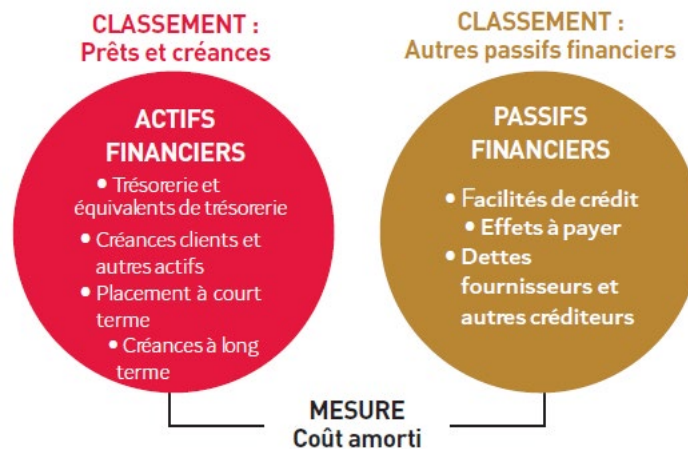 CLASSEMENT :
Prêts et créances
ACTIFS
FINANCIERS
• Trésorerie et
équivalents de trésorerie
• Créances clients et
autres actifs
• Placement à court
terme
• Créances à long
terme
CLASSEMENT :
Autres passifs financiers
PASSIFS
FINANCIERS
• Facilités de crédit
• Effets à payer
• Dettes
fournisseurs et
autres créditeurs
MESURE
Coût amorti